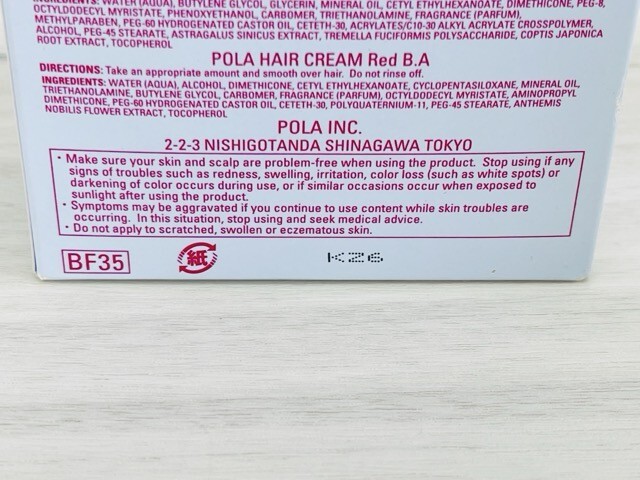 INGREDIENTS: WATER (AQUA), BUTYLENE GLYCOL, GLYCERIN, MINERAL OIL, CETYL ETHYLHEXANOATE, DIMETHICONE, PEG-8,
OCTYLDODECYL MYRISTATE, PHENOXYETHANOL, CARBOMER, TRIETHANOLAMINE, FRAGRANCE (PARFUM),
METHYLPARABEN, PEG-60 HYDROGENATED CASTOR OIL, CETETH-30, ACRYLATES/C10-30 ALKYL ACRYLATE CROSSPOLYMER,
ALCOHOL, PEG-45 STEARATE, ASTRAGALUS SINICUS EXTRACT, TREMELLA FUCIFORMIS POLYSACCHARIDE, COPTIS JAPONICA
ROOT EXTRACT, TOCOPHEROL
POLA HAIR CREAM Red B.A
DIRECTIONS: Take an appropriate amount and smooth over hair. Do not rinse off.
INGREDIENTS: WATER (AQUA), ALCOHOL, DIMETHICONE, CETYL ETHYLHEXANOATE, CYCLOPENTASILOXANE, MINERAL OIL,
TRIETHANOLAMINE, BUTYLENE GLYCOL, CARBOMER, FRAGRANCE (PARFUM), OCTYLDODECYL MYRISTATE, AMINOPROPYL
DIMETHICONE, PEG-60 HYDROGENATED CASTOR OIL, CETETH-30, POLYQUATERNIUM-11, PEG-45 STEARATE, ANTHEMIS
NOBILIS FLOWER EXTRACT, TOCOPHEROL
POLA INC.
2-2-3 NISHIGOTANDA SHINAGAWA TOKYO
• Make sure your skin and scalp are problem-free when using the product. Stop using if any
signs of troubles such as redness, swelling, irritation, color loss (such as white spots) or
darkening of color occurs during use, or if similar occasions occur when exposed to
sunlight after using the product.
• Symptoms may be aggravated if you continue to use content while skin troubles are
occurring. In this situation, stop using and seek medical advice.
• Do not apply to scratched, swollen or eczematous skin.
BF35
紙
KZ6